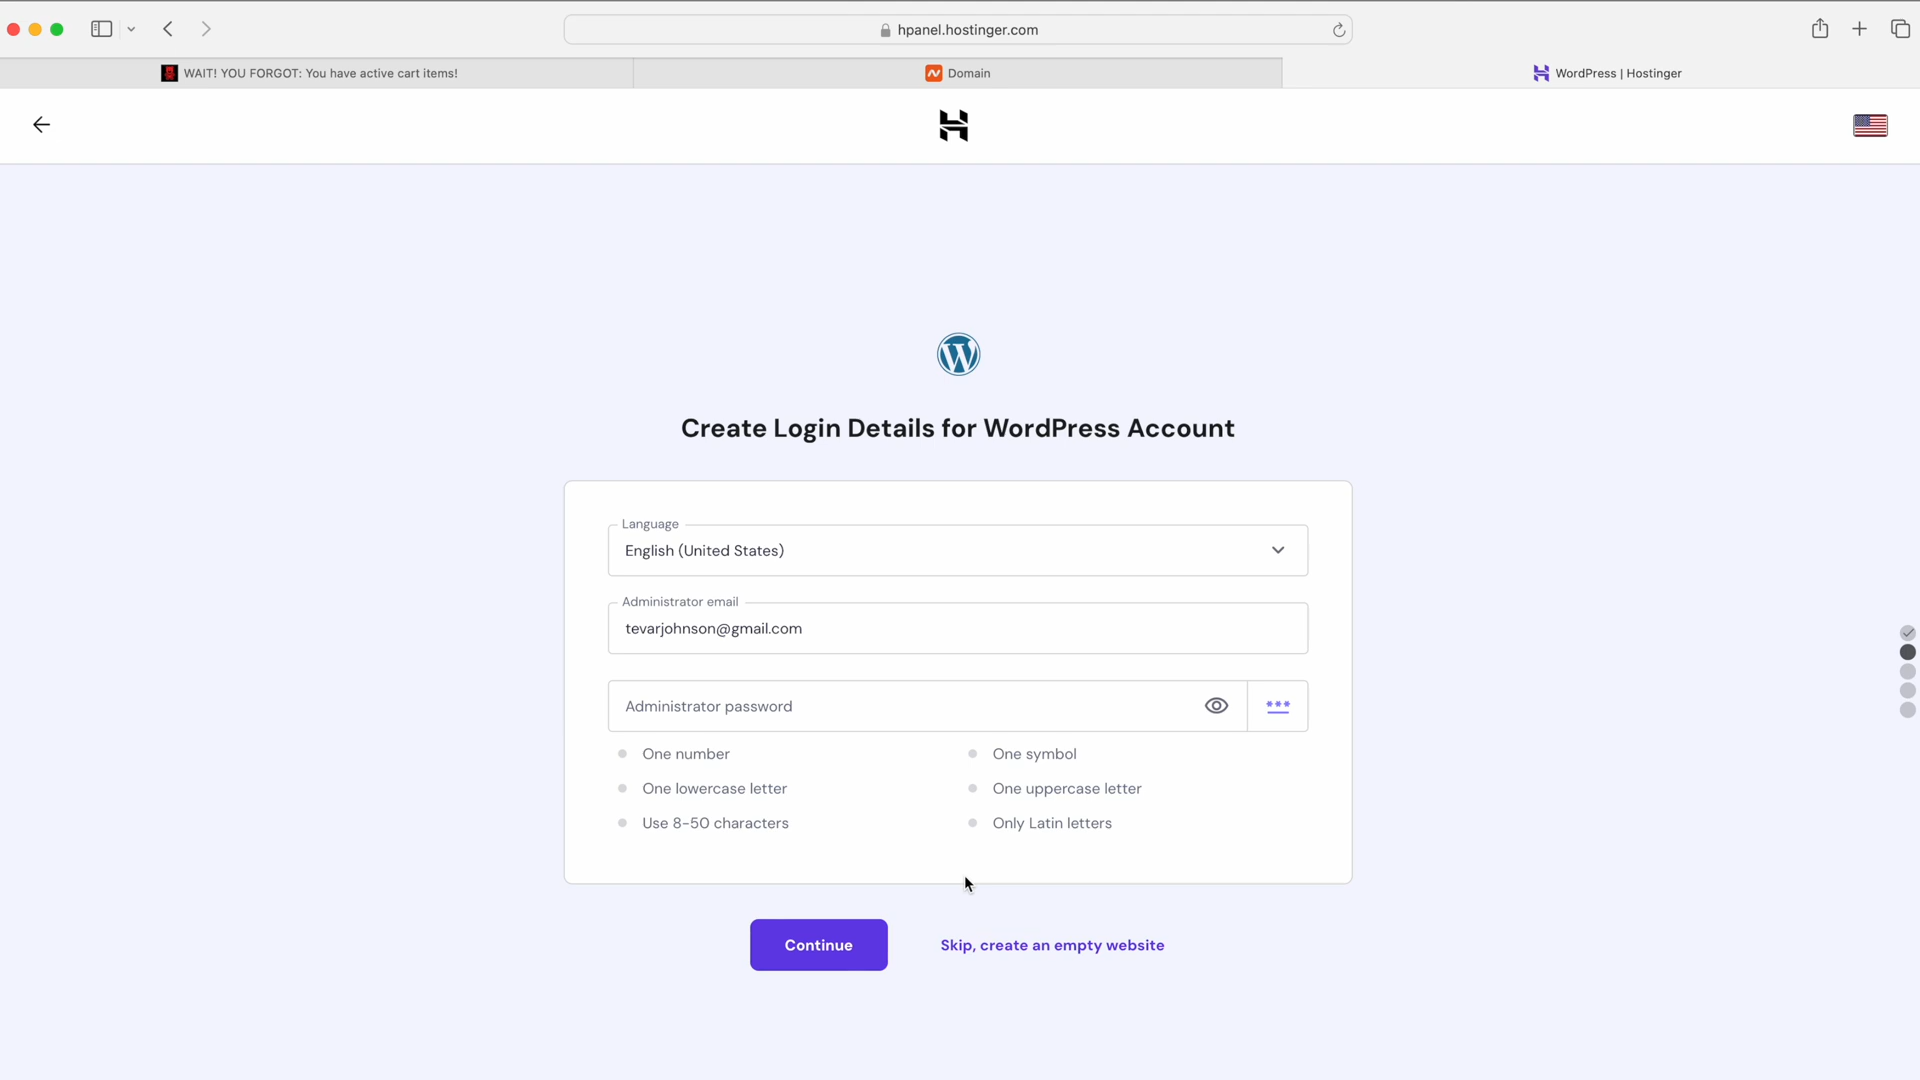 hpanel.hostinger.com
WAIT! YOU FORGOT: You have active cart items!
Domain
WordPress | Hostinger
Create Login Details for WordPress Account
Language
English (United States)
Administrator email
tevarjohnson@gmail.com
Administrator password
***
One number
One symbol
One lowercase letter
One uppercase letter
Use 8-50 characters
Only Latin letters
Continue
Skip, create an empty website